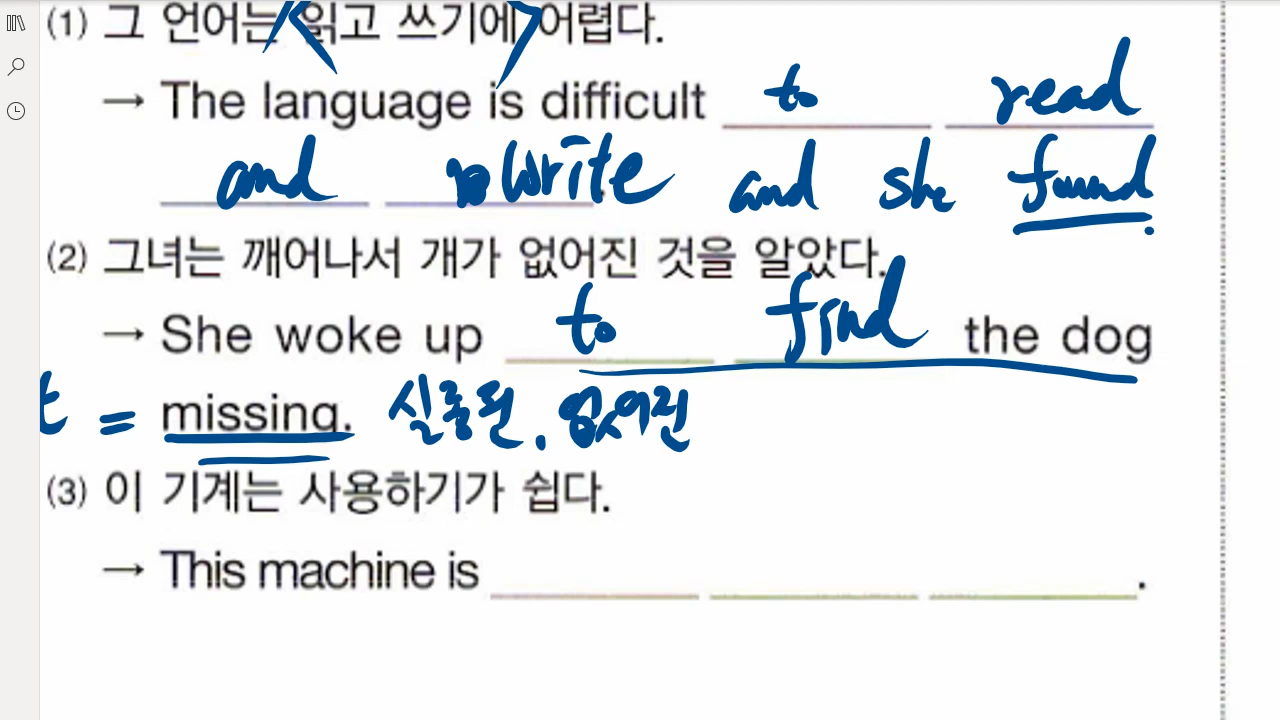 (1) 그 언어는 읽고 쓰기에 어렵다.
→ The language is difficult to read
and write and she found.
(2) 그녀는 깨어나서 개가 없어진 것을 알았다.
→ She woke up to find the dog
t = missing. 실종된, 없어진
(3) 이 기계는 사용하기가 쉽다.
→ This machine is ______ ______ ______.